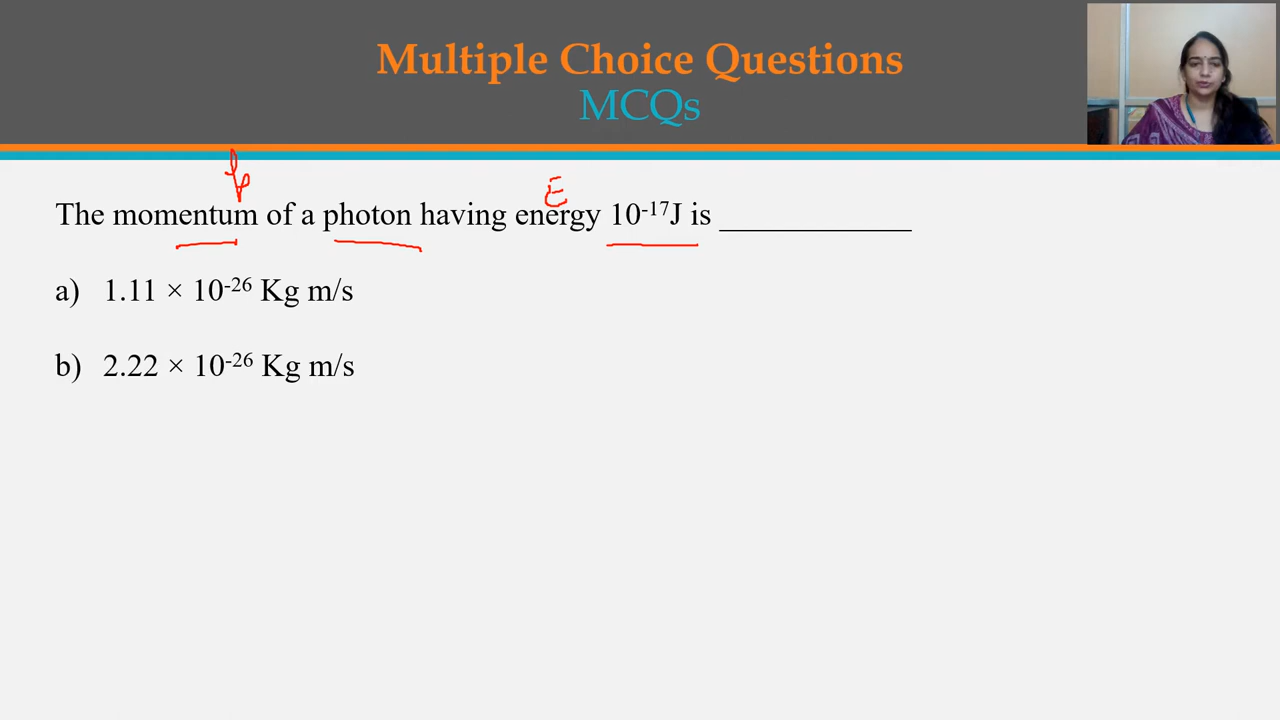 Multiple Choice Questions
MCQs
p
E
The momentum of a photon having energy 10⁻¹⁷J is ____________
a) 1.11 × 10⁻²⁶ Kg m/s
b) 2.22 × 10⁻²⁶ Kg m/s